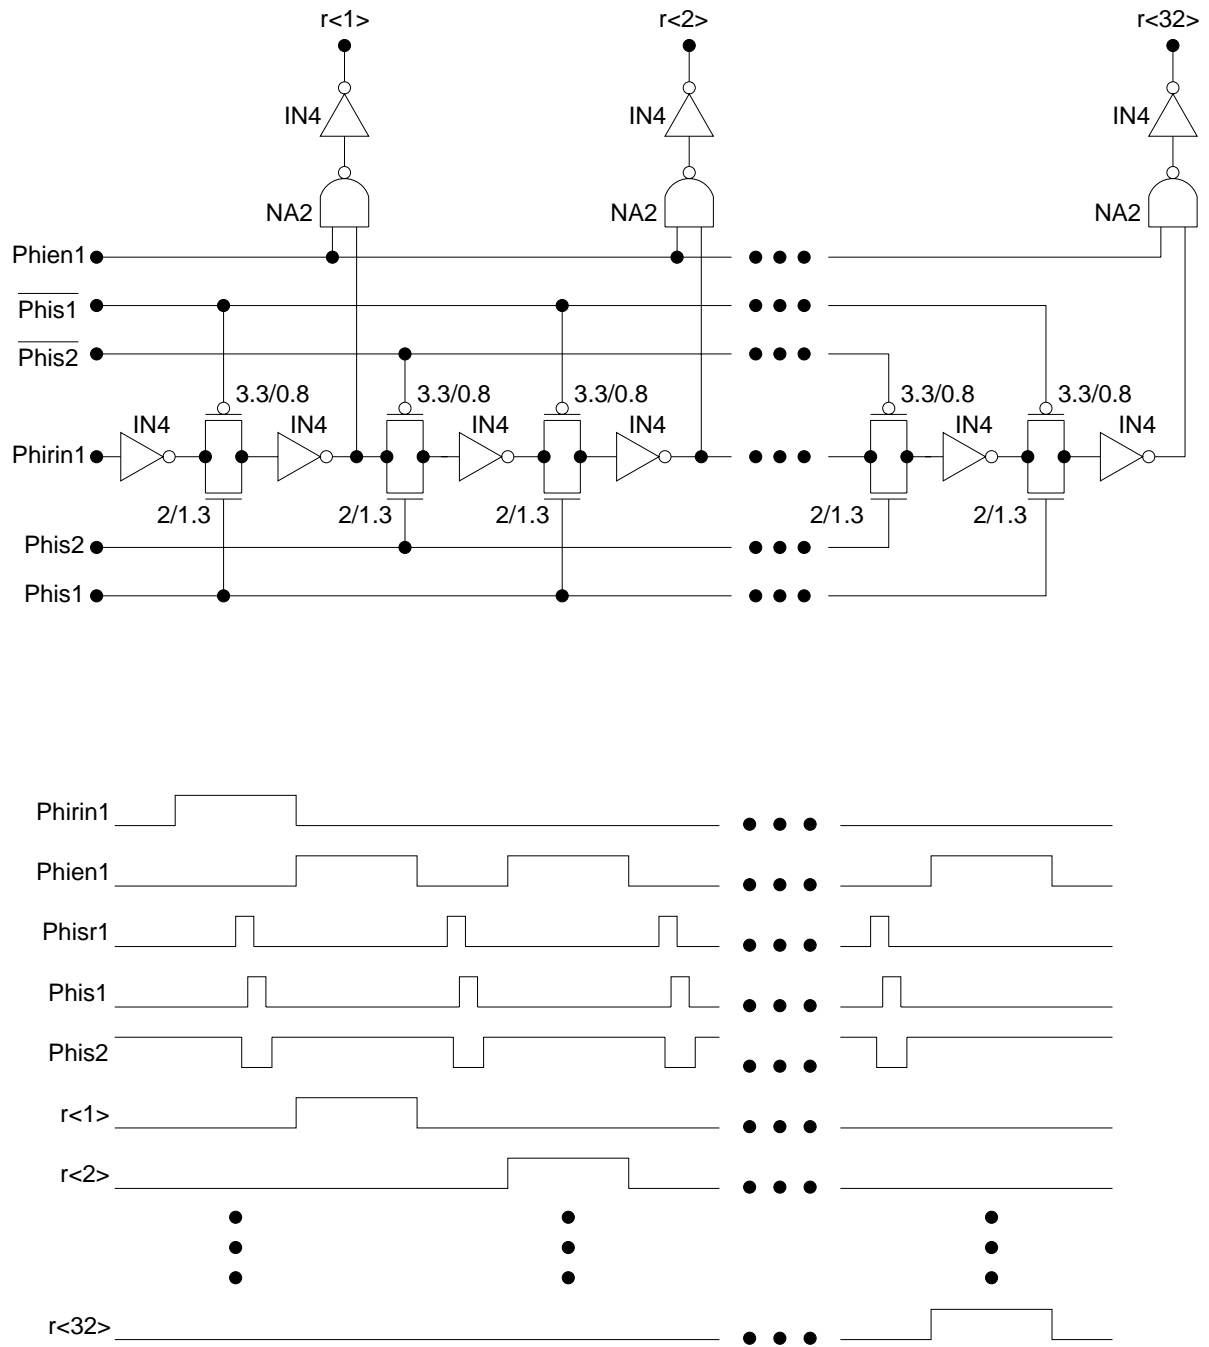 r<1> r<2> r<32>
IN4 IN4 IN4
NA2 NA2 NA2
Phien1
Phis1
Phis2
3.3/0.8 3.3/0.8 3.3/0.8 3.3/0.8 3.3/0.8
IN4 IN4 IN4 IN4 IN4 IN4
Phirin1
2/1.3 2/1.3 2/1.3 2/1.3 2/1.3
Phis2
Phis1
Phirin1
Phien1
Phisr1
Phis1
Phis2
r<1>
r<2>
r<32>